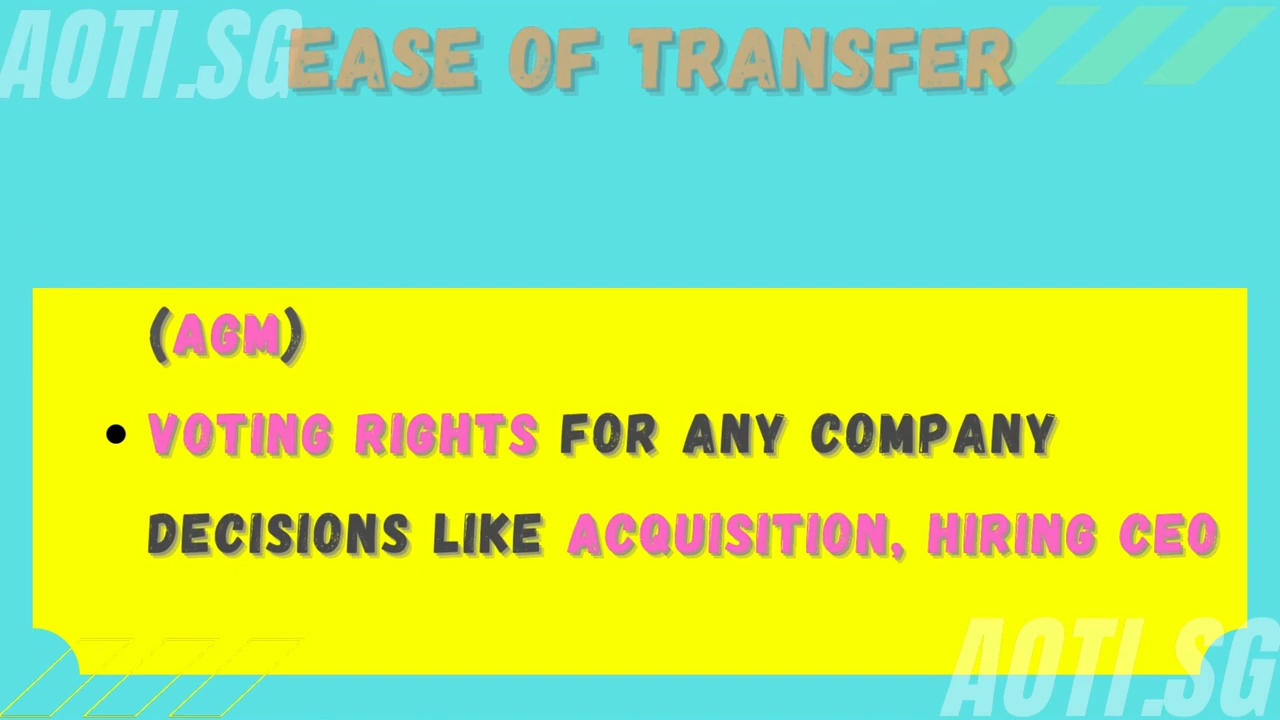 AOTI.SG
EASE OF TRANSFER
(AGM)
• VOTING RIGHTS FOR ANY COMPANY
DECISIONS LIKE ACQUISITION, HIRING CEO
AOTI.SG